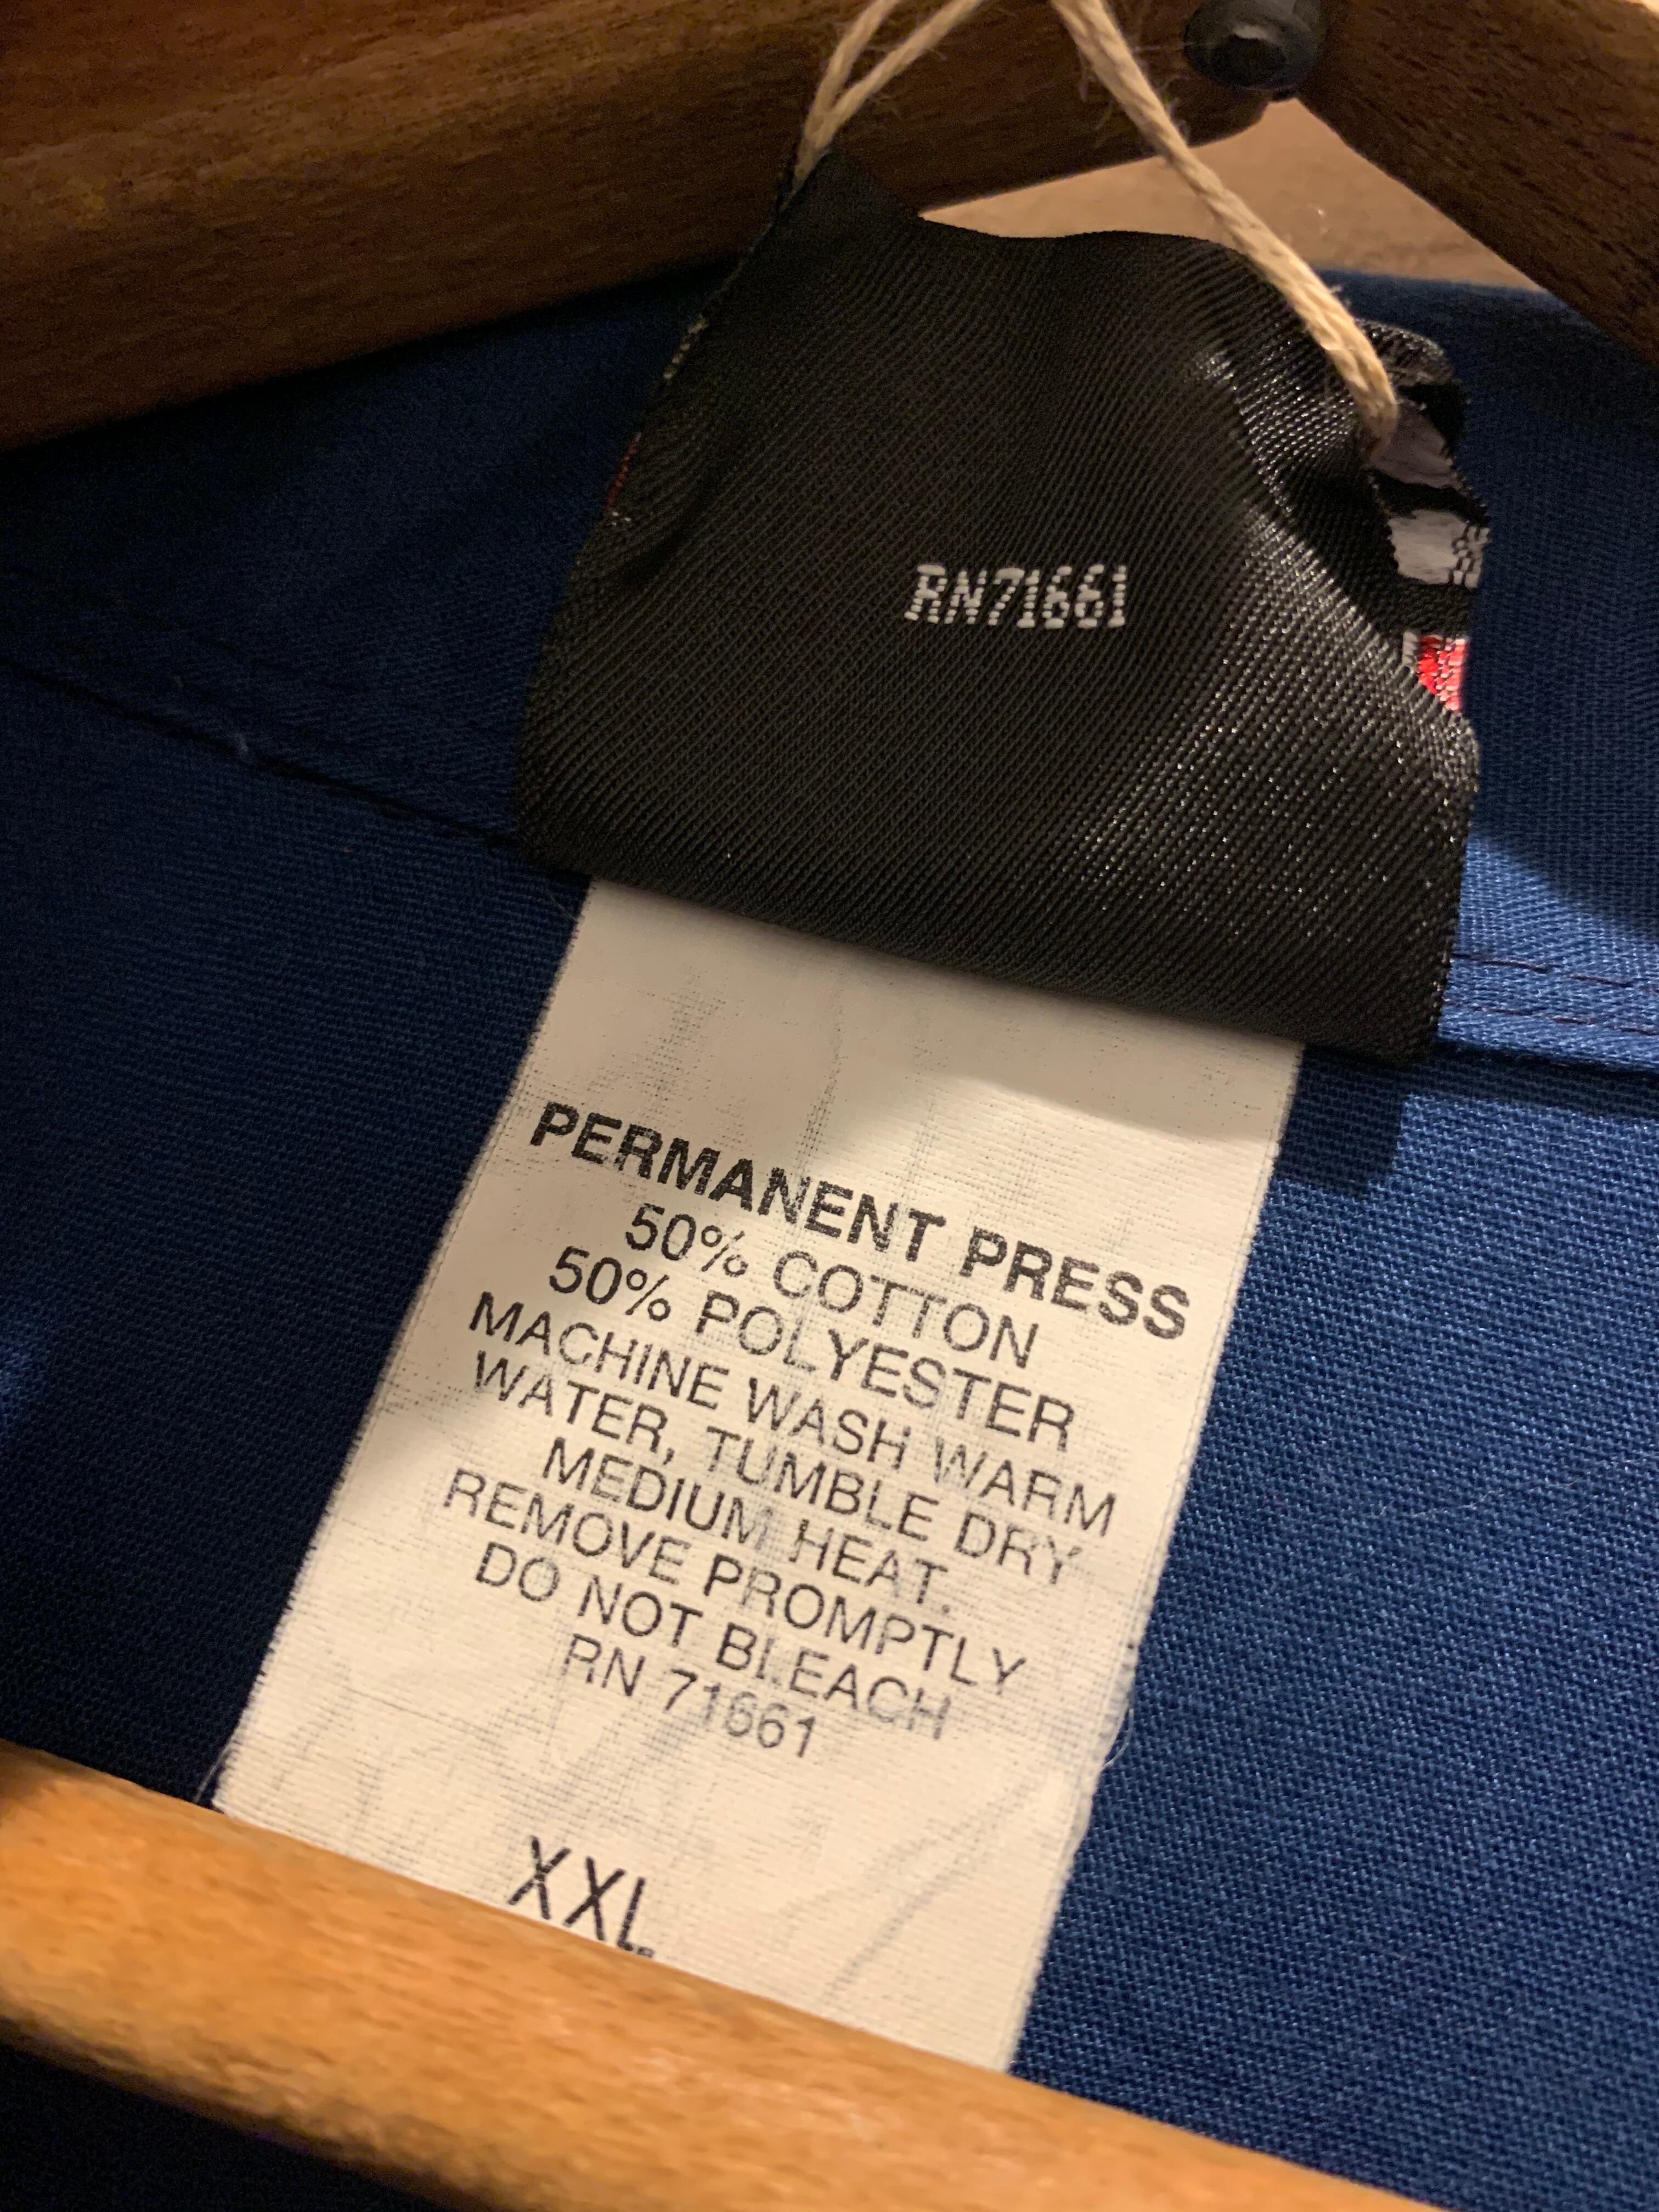 RN71661
PERMANENT PRESS
50% COTTON
50% POLYESTER
MACHINE WASH WARM
WATER, TUMBLE DRY
MEDIUM HEAT.
REMOVE PROMPTLY
DO NOT BLEACH
RN 71661
XXL